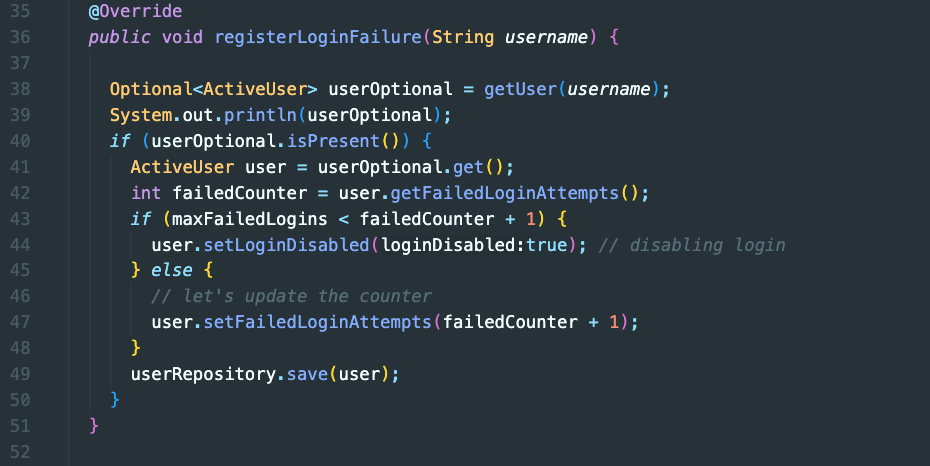 35 @Override
36 public void registerLoginFailure(String username) {
37
38 Optional<ActiveUser> userOptional = getUser(username);
39 System.out.println(userOptional);
40 if (userOptional.isPresent()) {
41 ActiveUser user = userOptional.get();
42 int failedCounter = user.getFailedLoginAttempts();
43 if (maxFailedLogins < failedCounter + 1) {
44 user.setLoginDisabled(loginDisabled:true); // disabling login
45 } else {
46 // let's update the counter
47 user.setFailedLoginAttempts(failedCounter + 1);
48 }
49 userRepository.save(user);
50 }
51 }
52